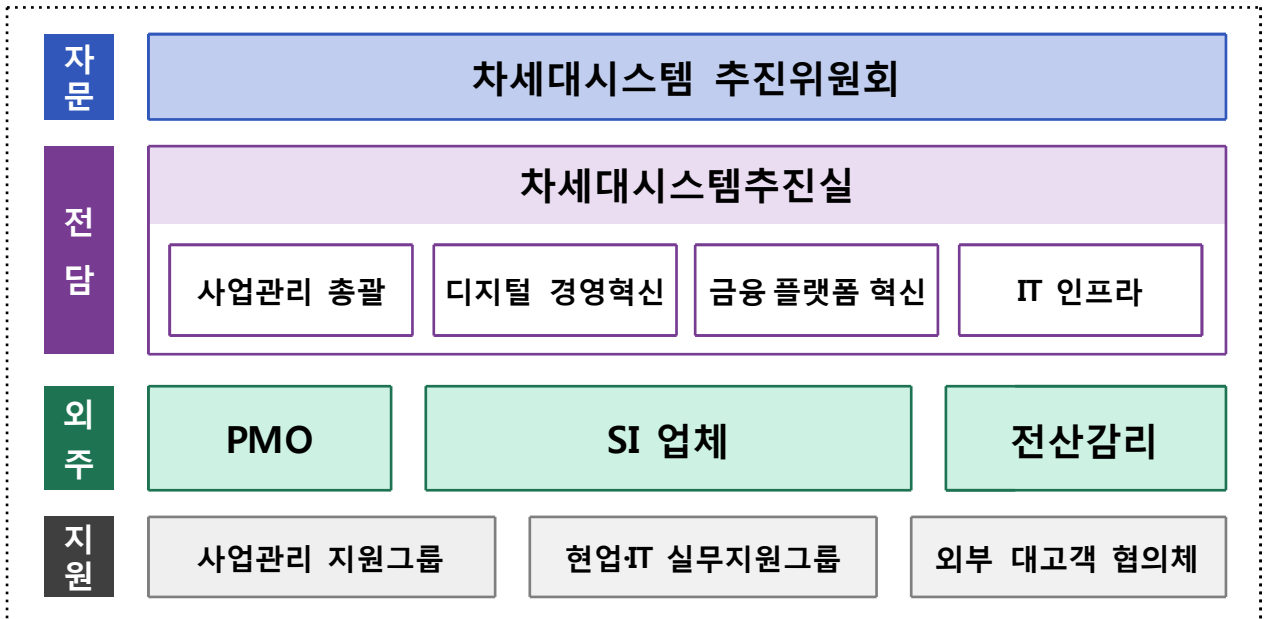 자문
차세대시스템 추진위원회
전담
차세대시스템추진실
사업관리 총괄
디지털 경영혁신
금융 플랫폼 혁신
IT 인프라
외주
PMO
SI 업체
전산감리
지원
사업관리 지원그룹
현업·IT 실무지원그룹
외부 대고객 협의체